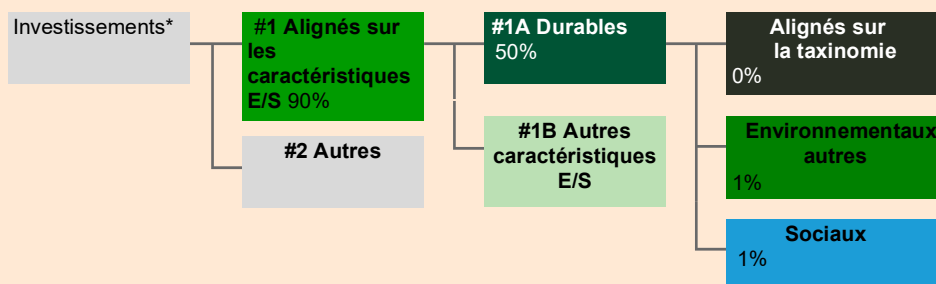 Investissements*
#1 Alignés sur
les
caractéristiques
E/S 90%
#2 Autres
#1A Durables
50%
#1B Autres
caractéristiques
E/S
Alignés sur
la taxinomie
0%
Environnementaux
autres
1%
Sociaux
1%